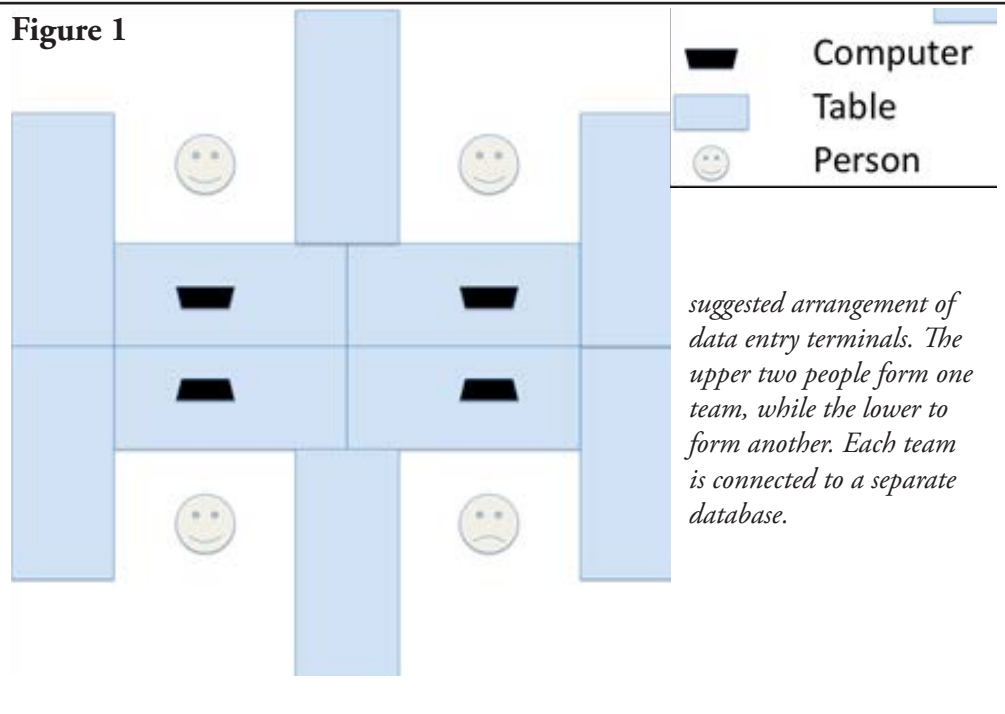 Figure 1
Computer
Table
Person
suggested arrangement of
data entry terminals. The
upper two people form one
team, while the lower to
form another. Each team
is connected to a separate
database.